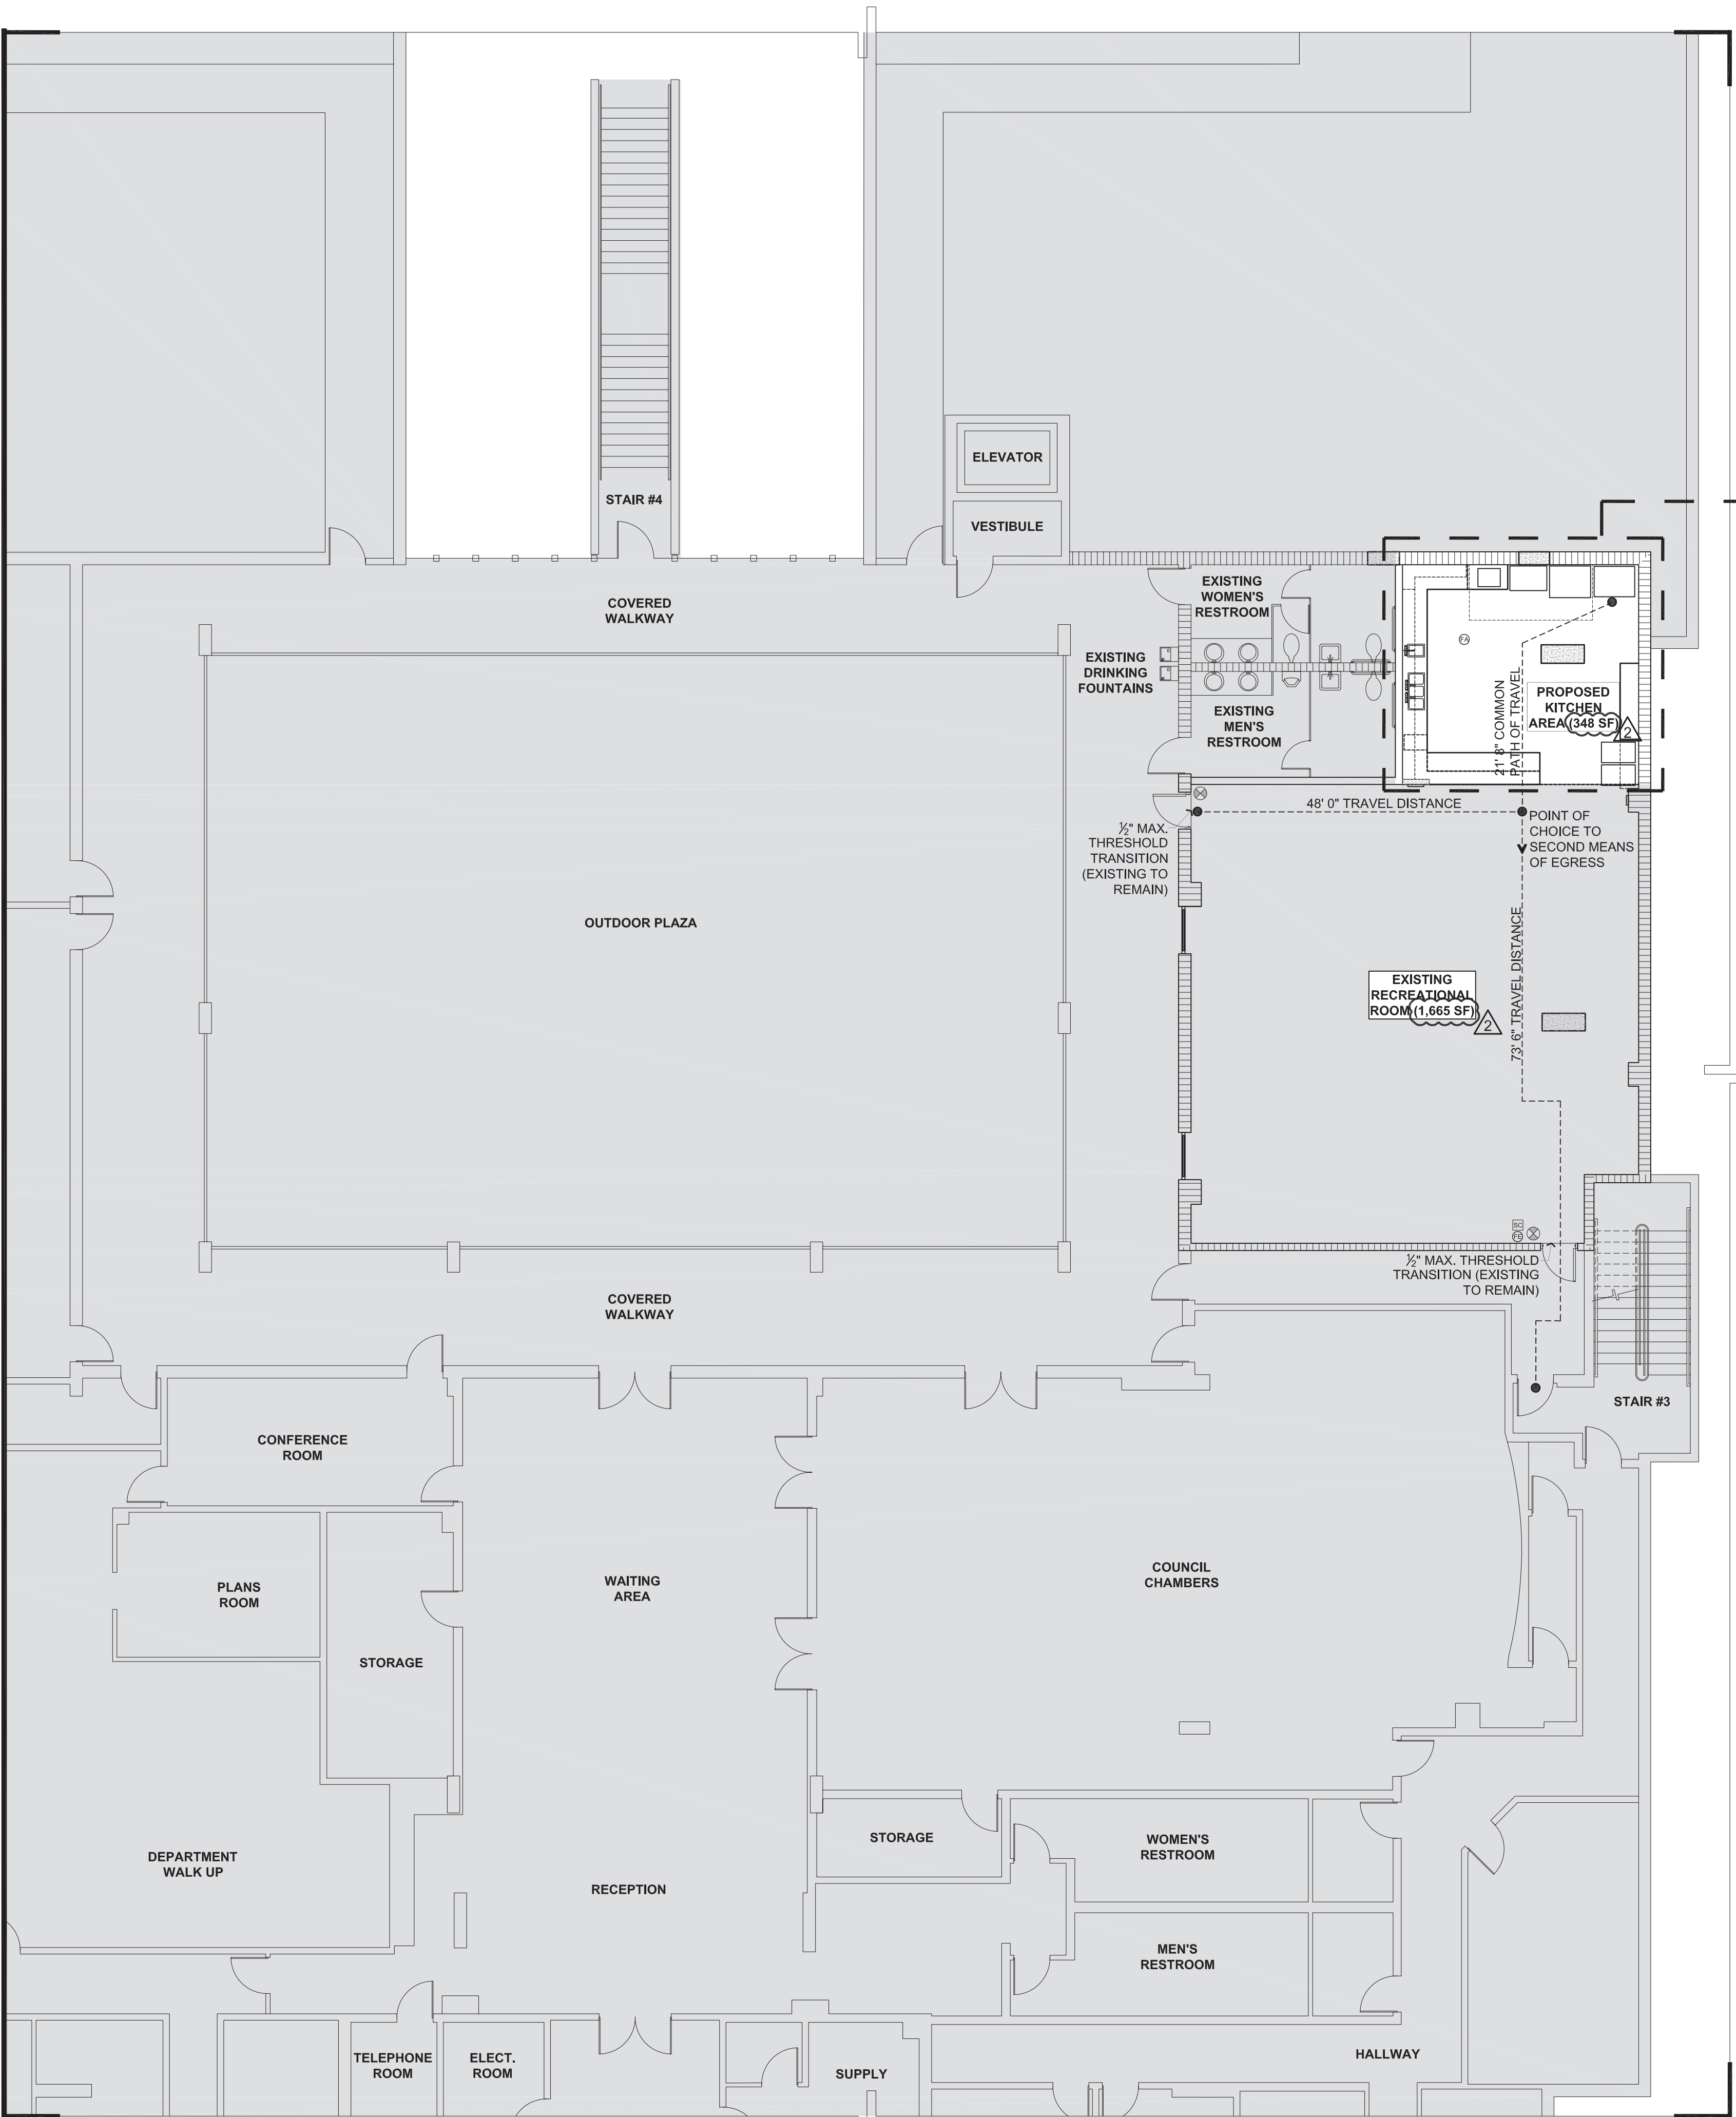 ELEVATOR
STAIR #4
VESTIBULE
COVERED
WALKWAY
EXISTING
WOMEN'S
RESTROOM
EXISTING
DRINKING
FOUNTAINS
EXISTING
MEN'S
RESTROOM
FA
21' 8" COMMON
PATH OF TRAVEL
PROPOSED
KITCHEN
AREA (348 SF)
2
48' 0" TRAVEL DISTANCE
POINT OF
CHOICE TO
SECOND MEANS
OF EGRESS
½" MAX.
THRESHOLD
TRANSITION
(EXISTING TO
REMAIN)
OUTDOOR PLAZA
73' 6" TRAVEL DISTANCE
EXISTING
RECREATIONAL
ROOM (1,665 SF)
2
SC
FE
½" MAX. THRESHOLD
TRANSITION (EXISTING
TO REMAIN)
COVERED
WALKWAY
STAIR #3
CONFERENCE
ROOM
PLANS
ROOM
STORAGE
WAITING
AREA
COUNCIL
CHAMBERS
DEPARTMENT
WALK UP
RECEPTION
STORAGE
WOMEN'S
RESTROOM
MEN'S
RESTROOM
TELEPHONE
ROOM
ELECT.
ROOM
SUPPLY
HALLWAY